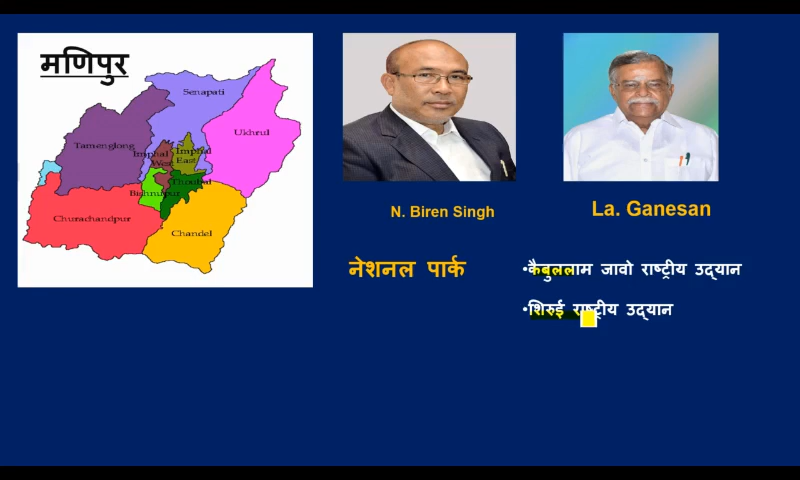 मणिपुर
Senapati
Ukhrul
Tamenglong
Imphal West
Imphal East
Thoubal
Bishnupur
Churachandpur
Chandel
N. Biren Singh
La. Ganesan
नेशनल पार्क
•कैबुललाम जावो राष्ट्रीय उद्यान
•शिरुई राष्ट्रीय उद्यान